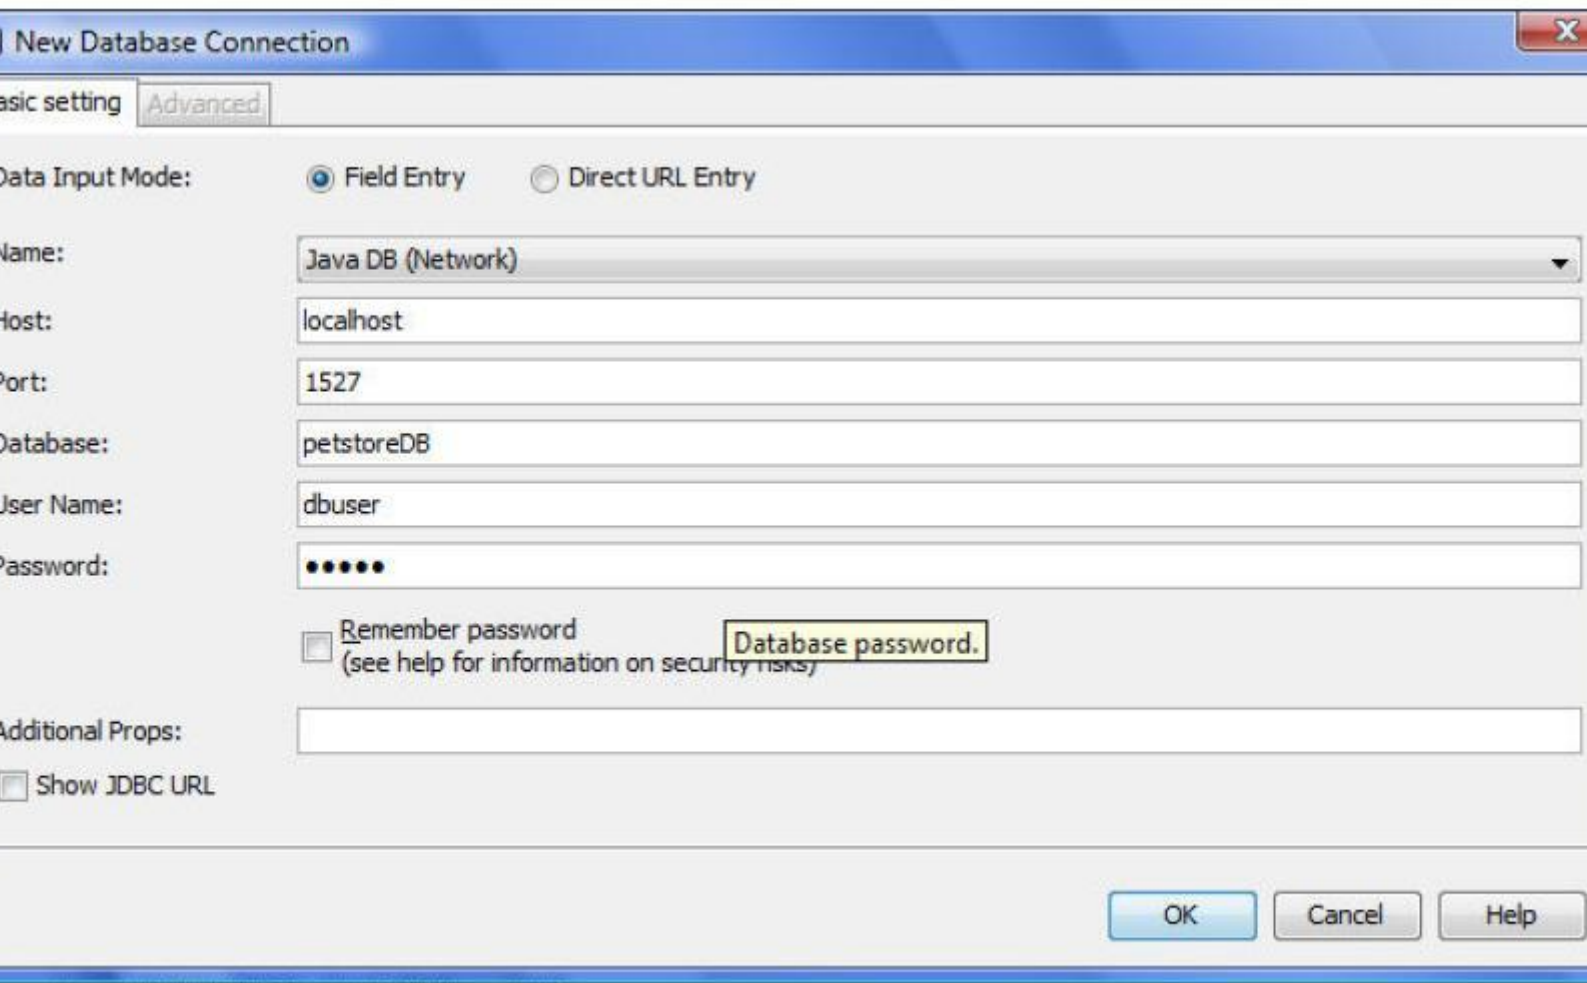 New Database Connection
asic setting Advanced
Data Input Mode: Field Entry Direct URL Entry
Name: Java DB (Network)
Host: localhost
Port: 1527
Database: petstoreDB
User Name: dbuser
Password: •••••
Remember password
Database password.
(see help for information on security risks)
Additional Props:
Show JDBC URL
OK Cancel Help